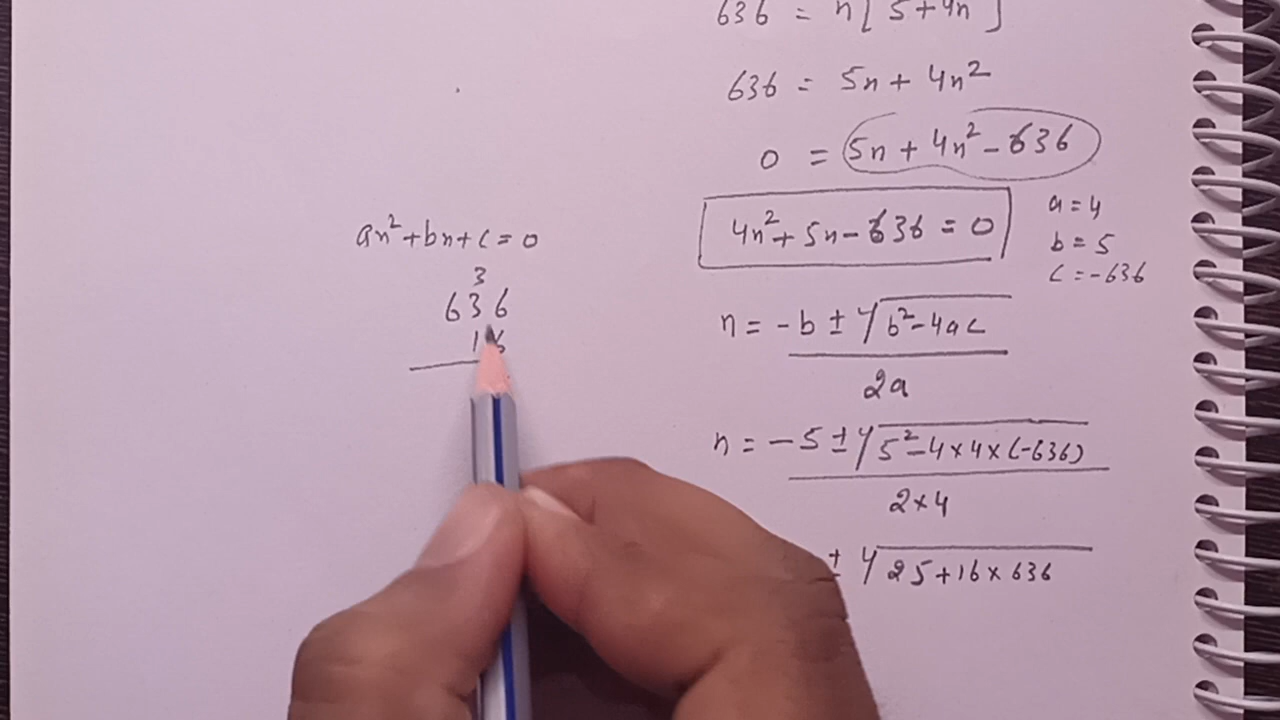 636 = n[5+4n]
636 = 5n + 4n²
0 = 5n + 4n² - 636
4n² + 5n - 636 = 0
a = 4
b = 5
c = -636
an² + bn + c = 0
3
636
16
n = -b ± √b² - 4ac
2a
n = -5 ± √5² - 4×4×(-636)
2×4
± √25 + 16 × 636